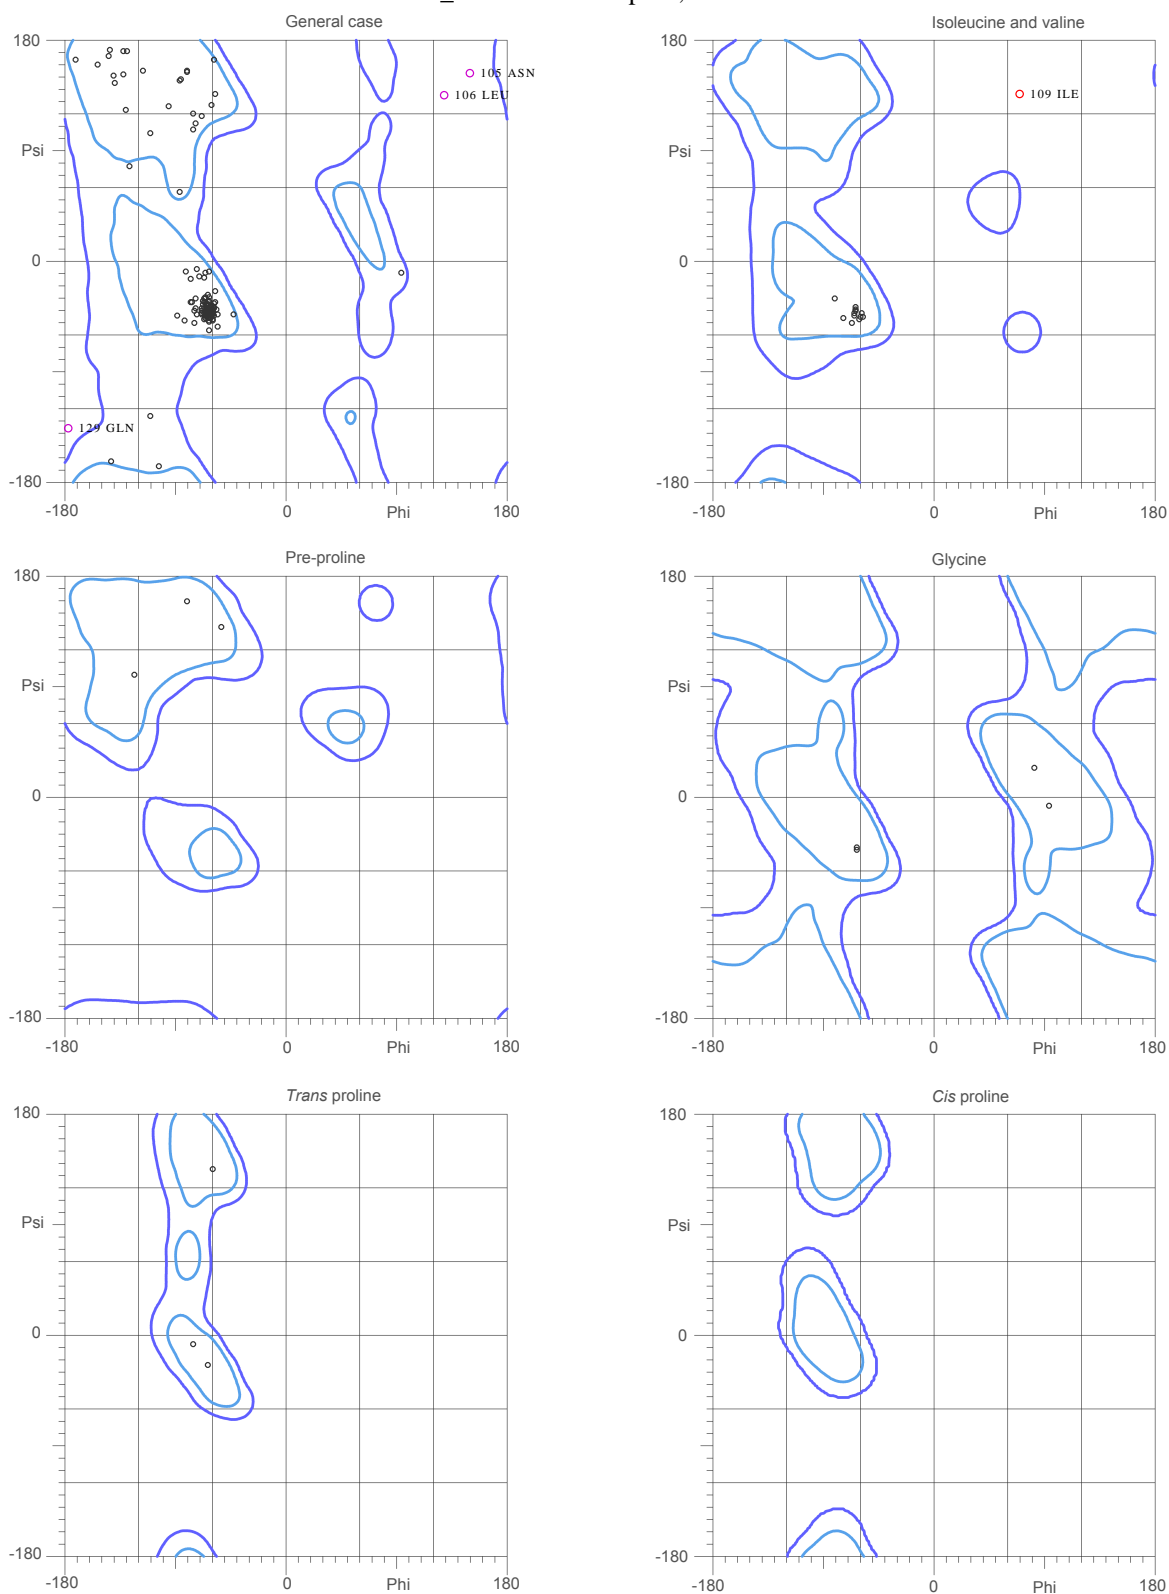 General case
180
105 ASN
106 LEU
Psi
0
129 GLN
-180
-180
0
Phi
180
Isoleucine and valine
180
109 ILE
Psi
0
-180
-180
0
Phi
180
Pre-proline
180
Psi
0
-180
-180
0
Phi
180
Glycine
180
Psi
0
-180
-180
0
Phi
180
Trans proline
180
Psi
0
-180
-180
0
Phi
180
Cis proline
180
Psi
0
-180
-180
0
Phi
180